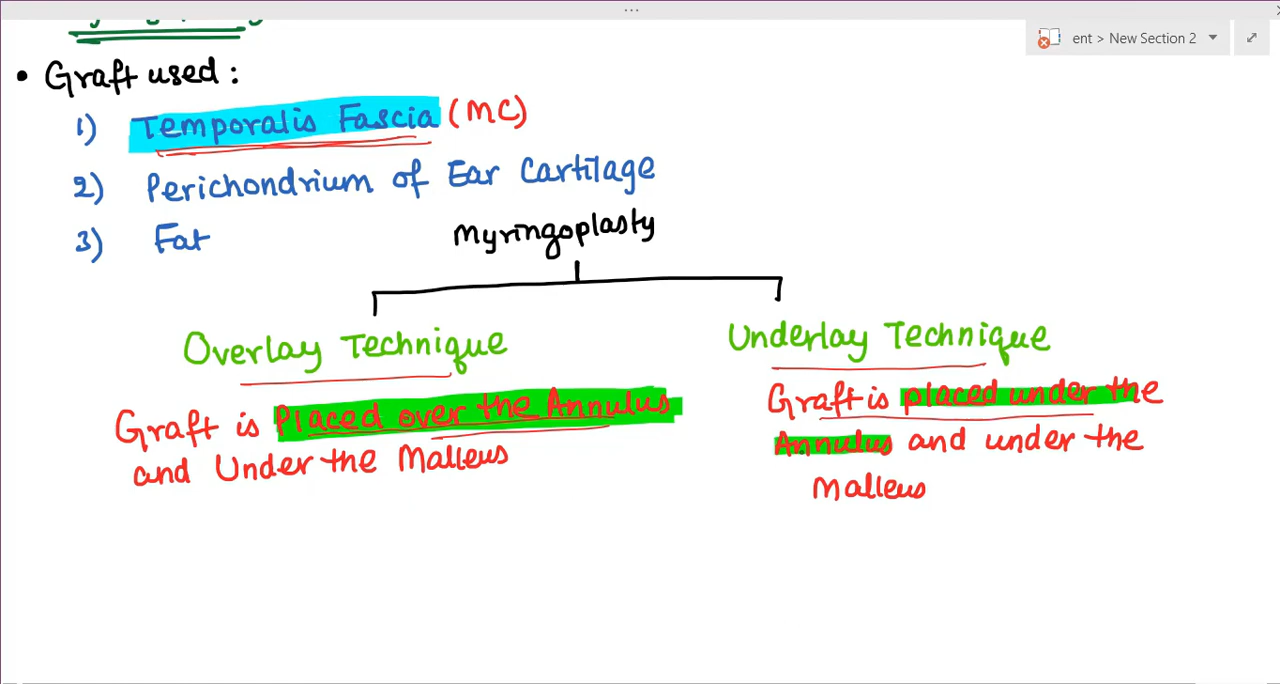 ...
ent > New Section 2
• Graft used :
1) Temporalis Fascia (MC)
2) Perichondrium of Ear Cartilage
3) Fat
Myringoplasty
Overlay Technique
Graft is Placed over the Annulus
and Under the Malleus
Underlay Technique
Graft is placed under the
Annulus and under the
Malleus